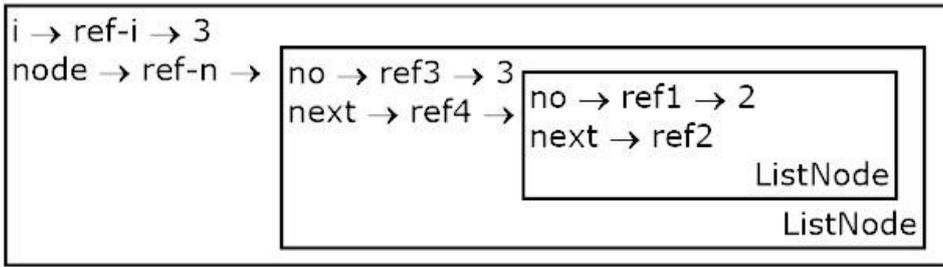 i → ref-i → 3
node → ref-n →
no → ref3 → 3
next → ref4 →
no → ref1 → 2
next → ref2
ListNode
ListNode